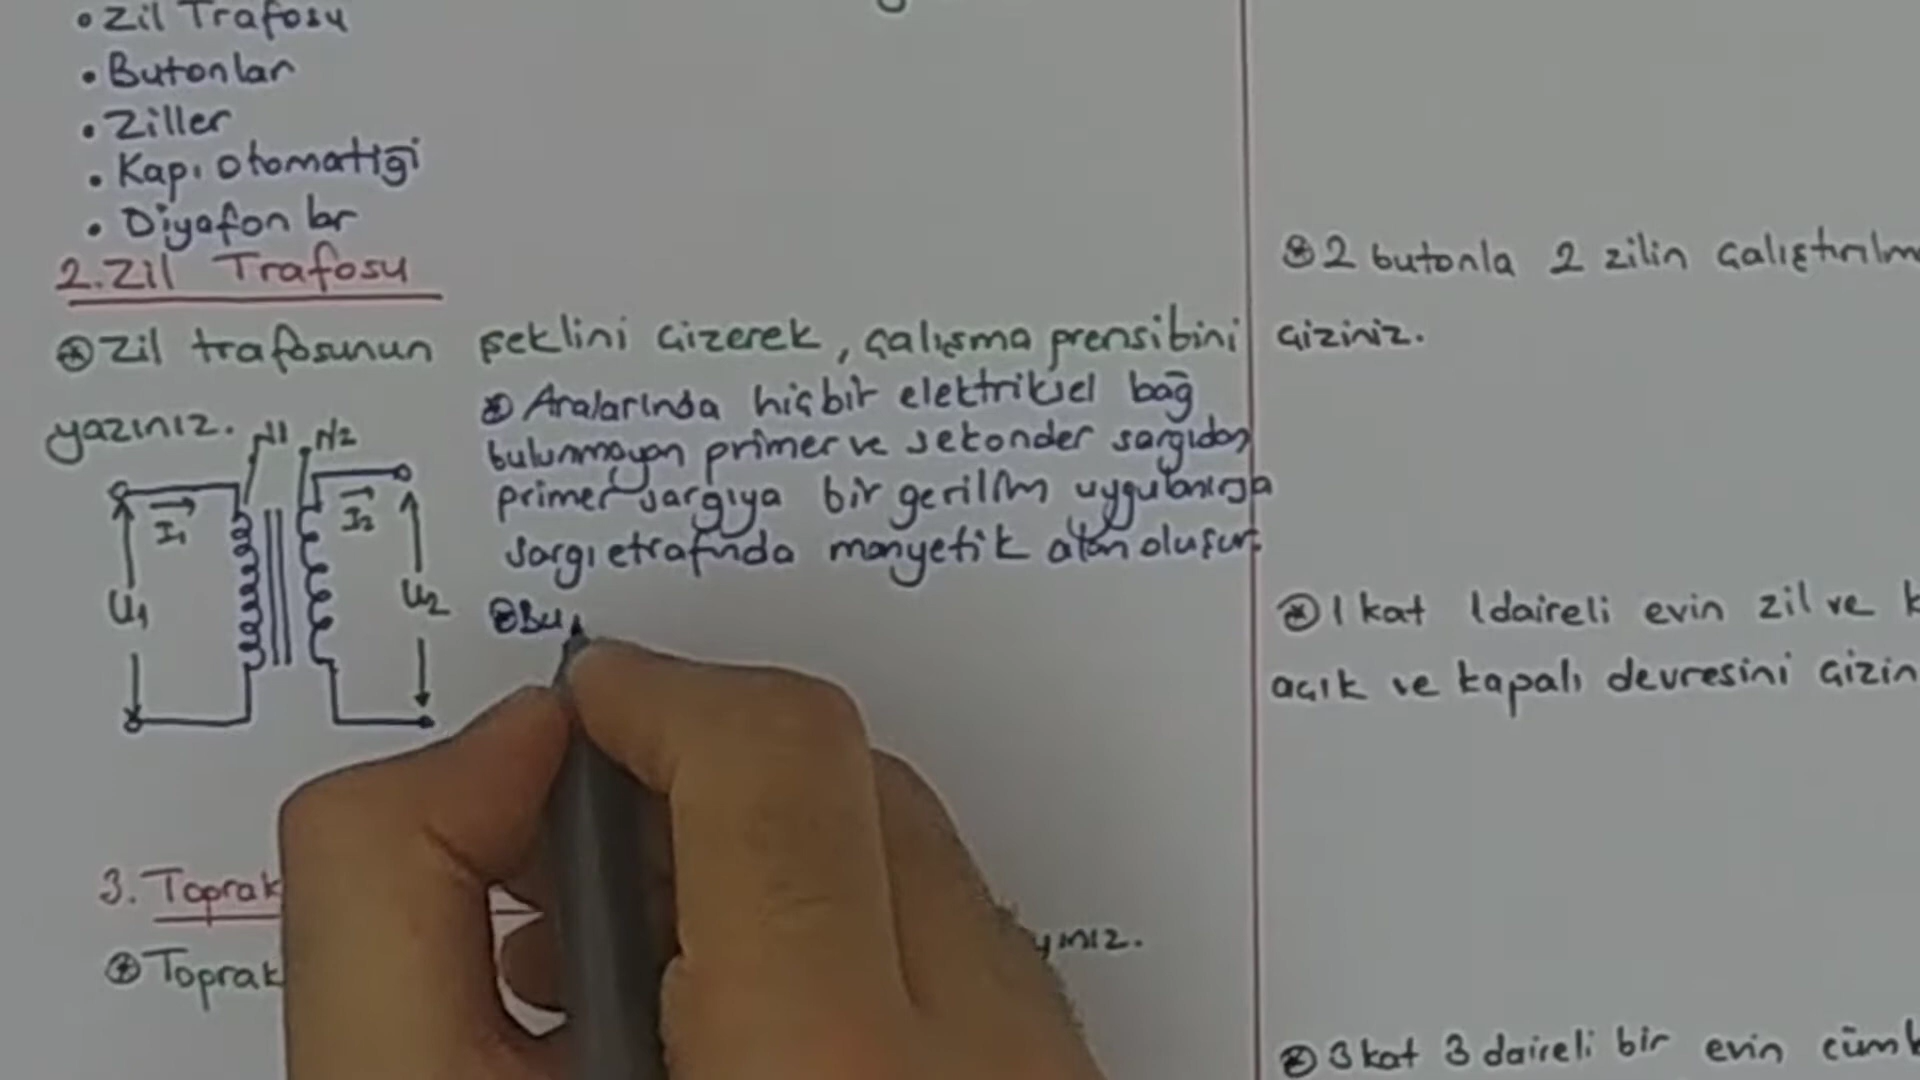 • Zil Trafosu
• Butonlar
• Ziller
• Kapı otomatiği
• Diyafonlar
2. Zil Trafosu
⊛ Zil trafosunun şeklini çizerek, çalışma prensibini
yazınız.
N1 N2
I1 I2
U1 U2
⊛ Aralarında hiçbir elektriksel bağ
bulunmayan primer ve sekonder sargıdan
primer sargıya bir gerilim uygulanırsa
sargı etrafında manyetik alan oluşur.
⊛ Bu
3. Toprak
⊛ Toprak
⊛ 2 butonla 2 zilin çalıştırılm
çiziniz.
⊛ 1 kat 1 daireli evin zil ve k
açık ve kapalı devresini çizin
⊛ 3 kat 3 daireli bir evin